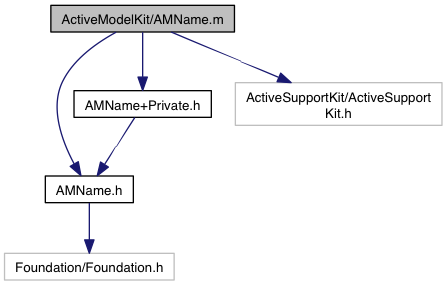 ActiveModelKit/AMName.m
AMName+Private.h
ActiveSupportKit/ActiveSupport
Kit.h
AMName.h
Foundation/Foundation.h